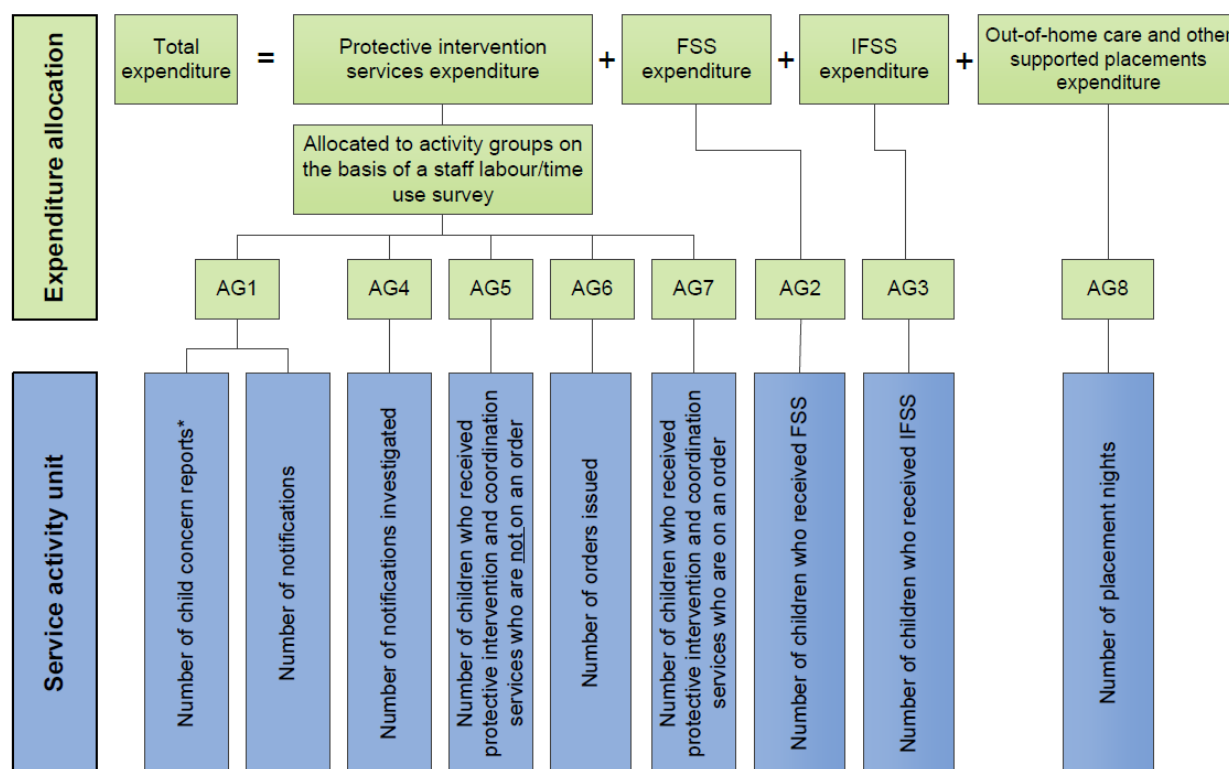 Expenditure allocation
Total
expenditure
=
Protective intervention
services expenditure
+
FSS
expenditure
+
IFSS
expenditure
+
Out-of-home care and other
supported placements
expenditure
Allocated to activity groups on
the basis of a staff labour/time
use survey
AG1
AG4
AG5
AG6
AG7
AG2
AG3
AG8
Service activity unit
Number of child concern reports*
Number of notifications
Number of notifications investigated
Number of children who received
protective intervention and coordination
services who are not on an order
Number of orders issued
Number of children who received
protective intervention and coordination
services who are on an order
Number of children who received FSS
Number of children who received IFSS
Number of placement nights